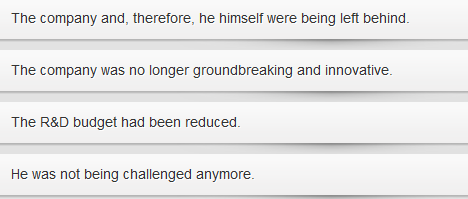 The company and, therefore, he himself were being left behind.
The company was no longer groundbreaking and innovative.
The R&D budget had been reduced.
He was not being challenged anymore.